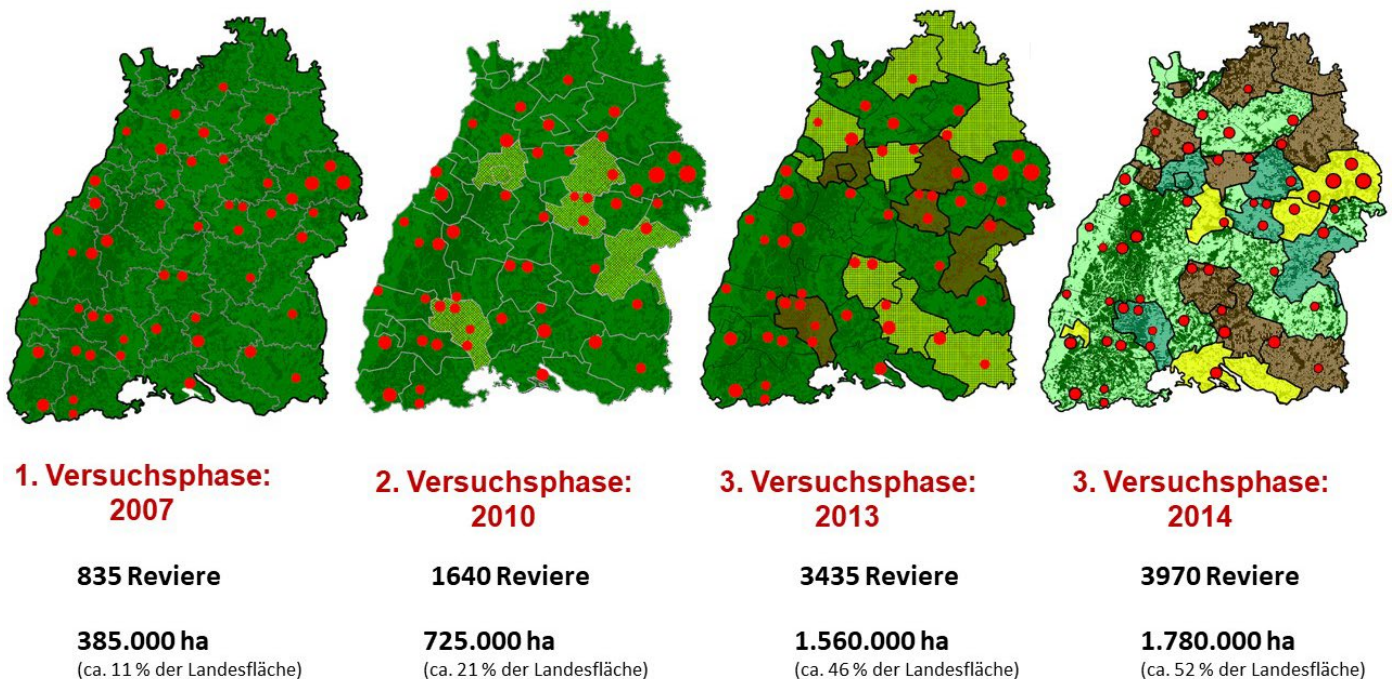 1. Versuchsphase:
2007
835 Reviere
385.000 ha
(ca. 11 % der Landesfläche)
2. Versuchsphase:
2010
1640 Reviere
725.000 ha
(ca. 21 % der Landesfläche)
3. Versuchsphase:
2013
3435 Reviere
1.560.000 ha
(ca. 46 % der Landesfläche)
3. Versuchsphase:
2014
3970 Reviere
1.780.000 ha
(ca. 52 % der Landesfläche)